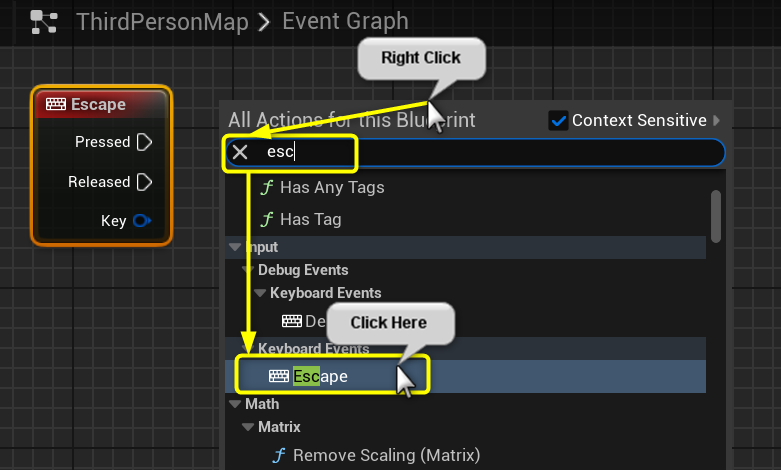 ThirdPersonMap > Event Graph
Right Click
Escape
Pressed
Released
Key
All Actions for this Blueprint
Context Sensitive
esc
Has Any Tags
Has Tag
Input
Debug Events
Keyboard Events
De
Click Here
Keyboard Events
Escape
Math
Matrix
Remove Scaling (Matrix)